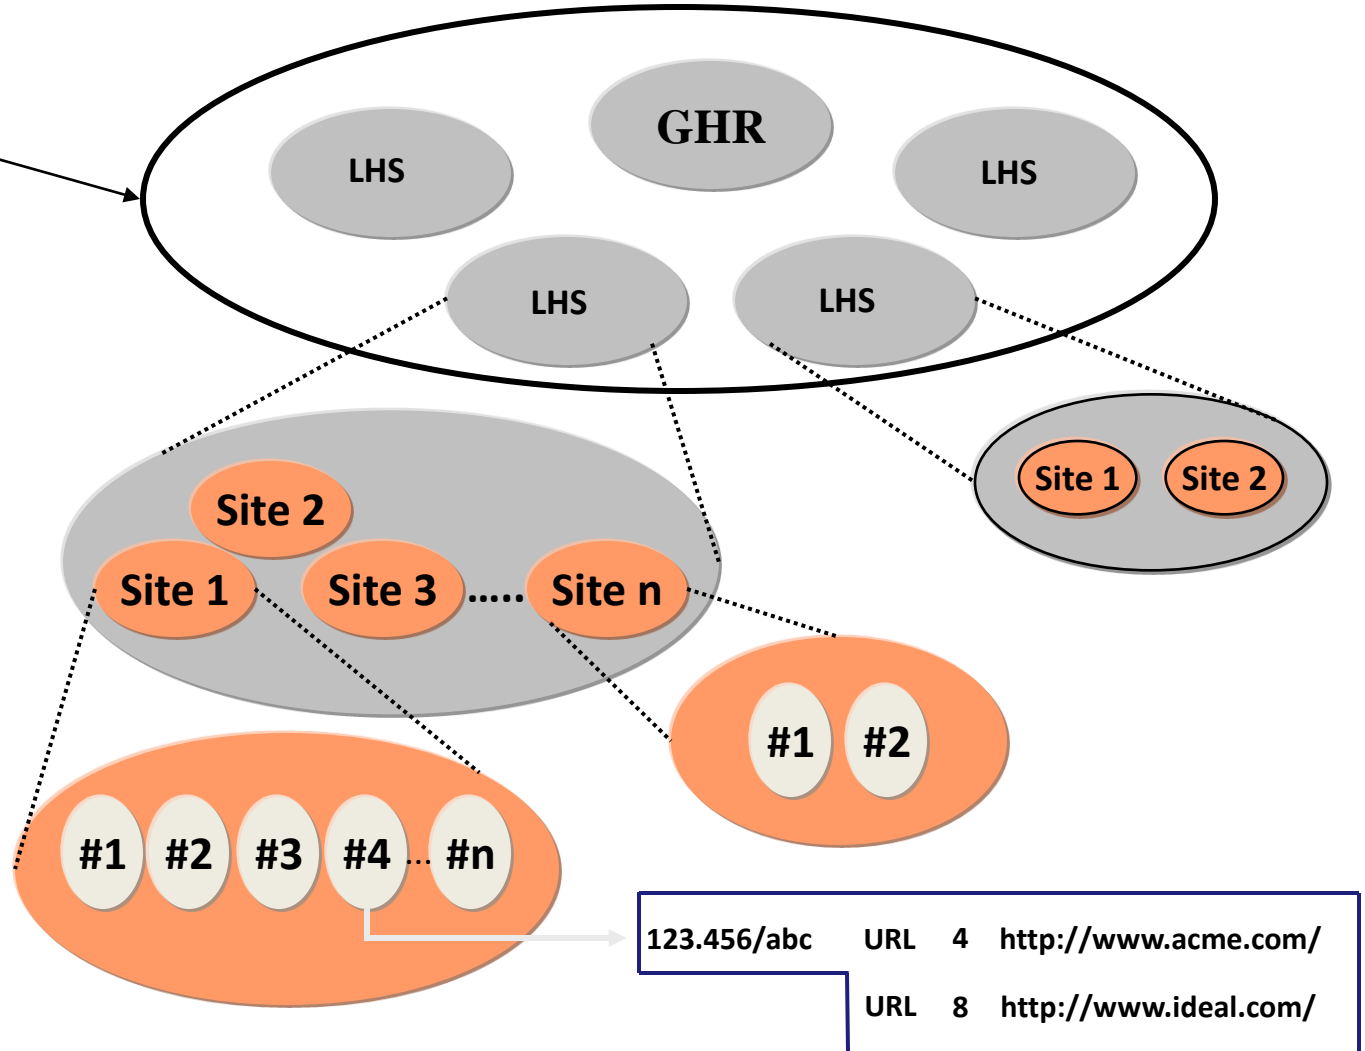 GHR
LHS
LHS
LHS
LHS
Site 1
Site 2
Site 2
Site 1
Site 3
.....
Site n
#1
#2
#1
#2
#3
#4
...
#n
123.456/abc URL 4 http://www.acme.com/
URL 8 http://www.ideal.com/